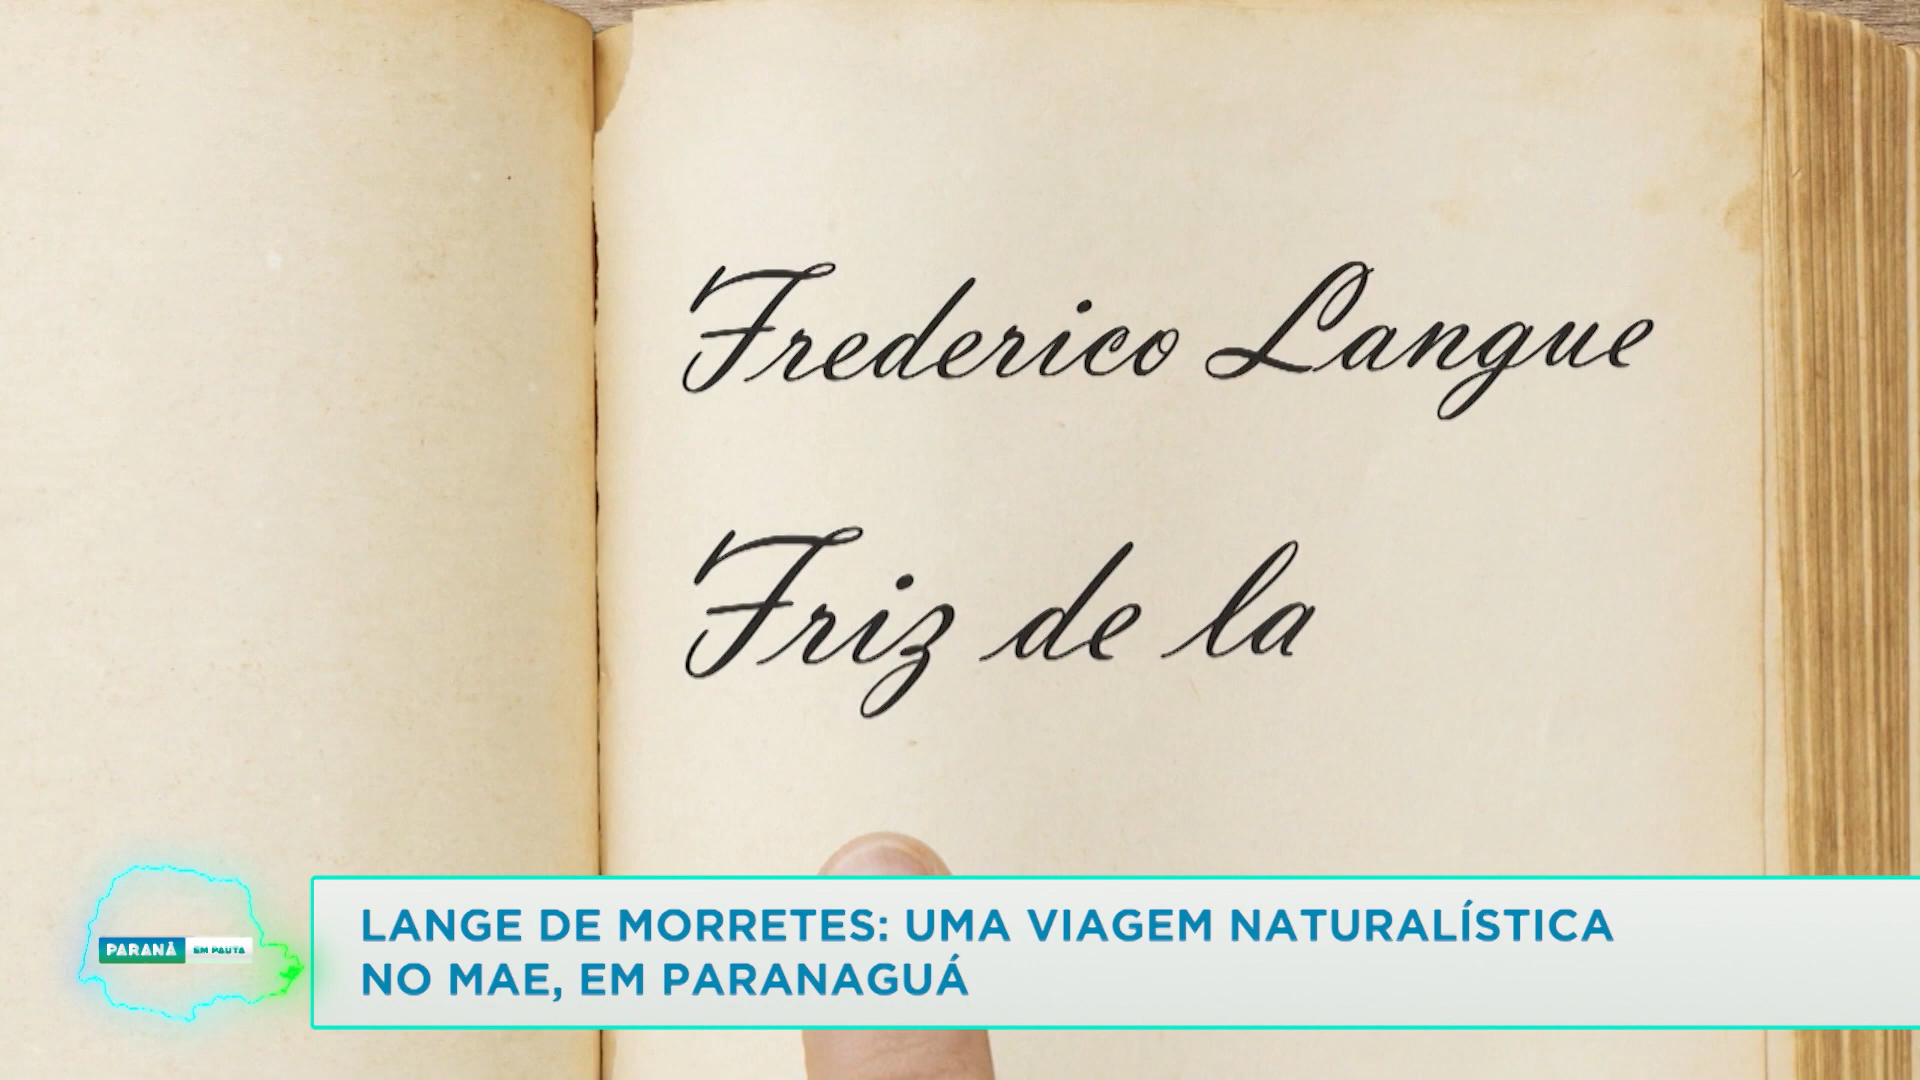 Frederico Langue
Friz de la
LANGE DE MORRETES: UMA VIAGEM NATURALÍSTICA
NO MAE, EM PARANAGUÁ
PARANÁ EM PAUTA